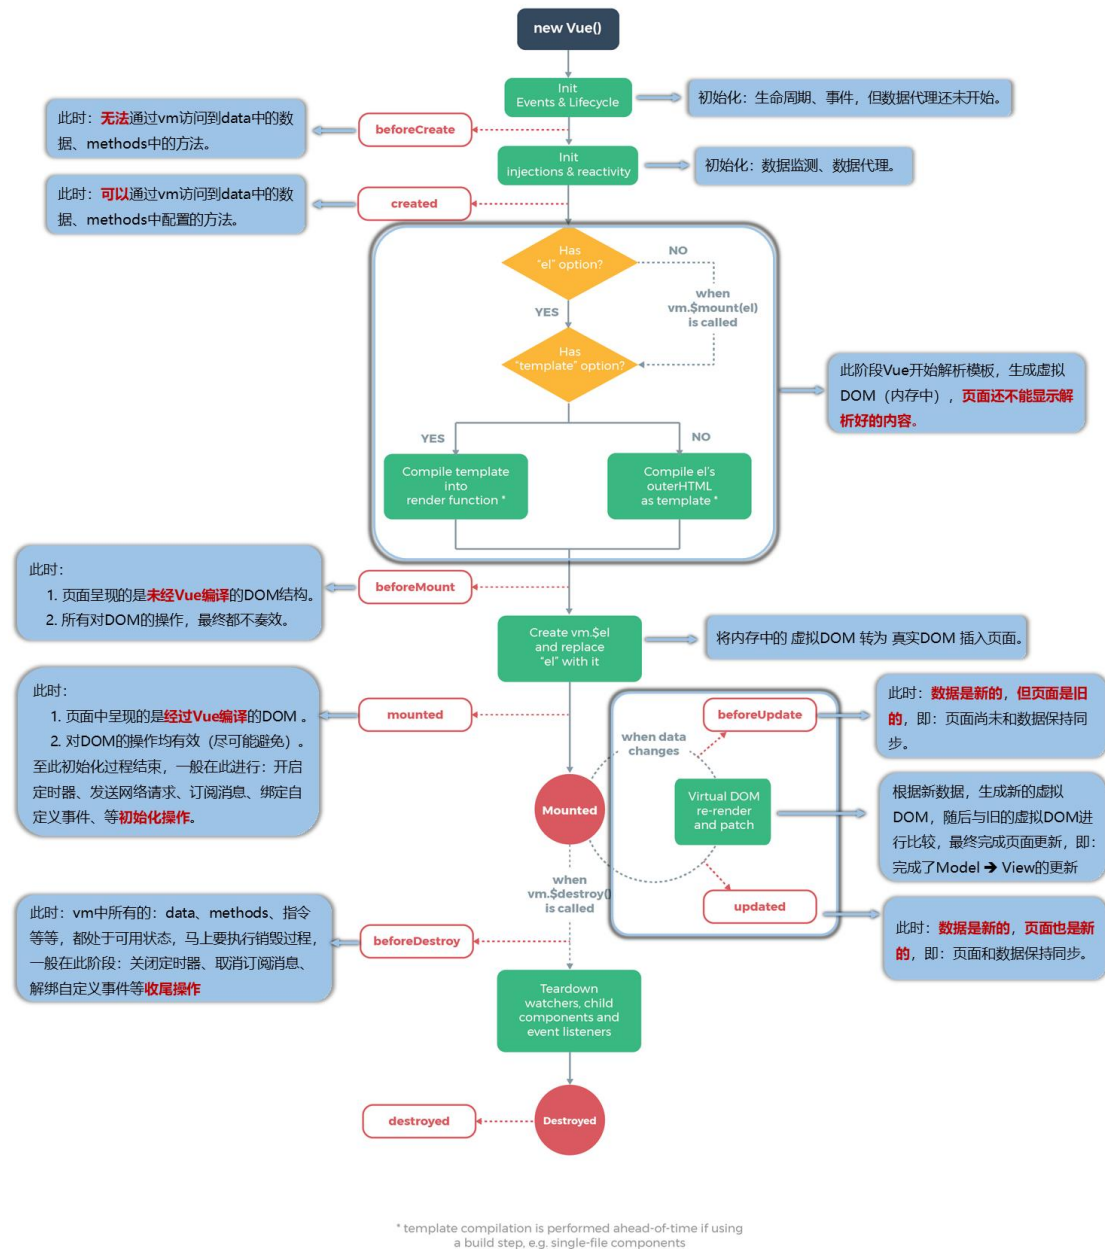 new Vue()
Init
Events & Lifecycle
初始化：生命周期、事件，但数据代理还未开始。
此时：无法通过vm访问到data中的数
据、methods中的方法。
beforeCreate
Init
injections & reactivity
初始化：数据监测、数据代理。
此时：可以通过vm访问到data中的数
据、methods中配置的方法。
created
Has
"el" option?
NO
YES
when
vm.$mount(el)
is called
Has
"template" option?
此阶段Vue开始解析模板，生成虚拟
DOM（内存中），页面还不能显示解
析好的内容。
YES
NO
Compile template
into
render function *
Compile el's
outerHTML
as template *
此时：
1. 页面呈现的是未经Vue编译的DOM结构。
2. 所有对DOM的操作，最终都不奏效。
beforeMount
Create vm.$el
and replace
"el" with it
将内存中的 虚拟DOM 转为 真实DOM 插入页面。
此时：
1. 页面中呈现的是经过Vue编译的DOM 。
2. 对DOM的操作均有效（尽可能避免）。
至此初始化过程结束，一般在此进行：开启
定时器、发送网络请求、订阅消息、绑定自
定义事件、等初始化操作。
mounted
beforeUpdate
此时：数据是新的，但页面是旧
的，即：页面尚未和数据保持同
步。
when data
changes
Mounted
Virtual DOM
re-render
and patch
根据新数据，生成新的虚拟
DOM，随后与旧的虚拟DOM进
行比较，最终完成页面更新，即：
完成了Model ➔ View的更新
when
vm.$destroy()
is called
updated
此时：数据是新的，页面也是新
的，即：页面和数据保持同步。
此时：vm中所有的：data、methods、指令
等等，都处于可用状态，马上要执行销毁过程，
一般在此阶段：关闭定时器、取消订阅消息、
解绑自定义事件等收尾操作
beforeDestroy
Teardown
watchers, child
components and
event listeners
destroyed
Destroyed
* template compilation is performed ahead-of-time if using
a build step, e.g. single-file components